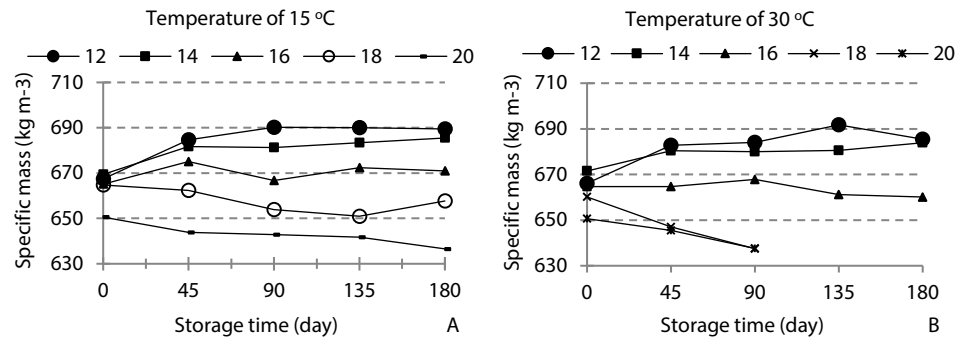 Temperature of 15 ºC
12 14 16 18 20
Specific mass (kg m-3)
710
690
670
650
630
0 45 90 135 180
Storage time (day)
A
Temperature of 30 ºC
12 14 16 18 20
Specific mass (kg m-3)
710
690
670
650
630
0 45 90 135 180
Storage time (day)
B